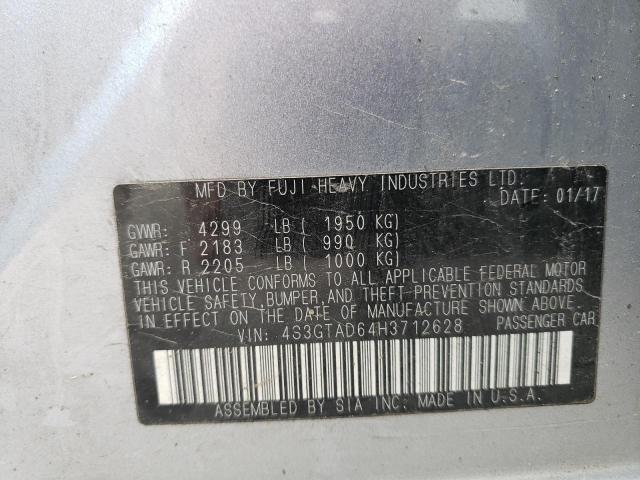 MFD BY FUJI HEAVY INDUSTRIES LTD.
DATE: 01/17
GVWR: 4299 LB ( 1950 KG)
GAWR: F 2183 LB ( 990 KG)
GAWR: R 2205 LB ( 1000 KG)
THIS VEHICLE CONFORMS TO ALL APPLICABLE FEDERAL MOTOR
VEHICLE SAFETY, BUMPER, AND THEFT PREVENTION STANDARDS
IN EFFECT ON THE DATE OF MANUFACTURE SHOWN ABOVE.
VIN: 4S3GTAD64H3712628 PASSENGER CAR
ASSEMBLED BY SIA INC: MADE IN U.S.A.